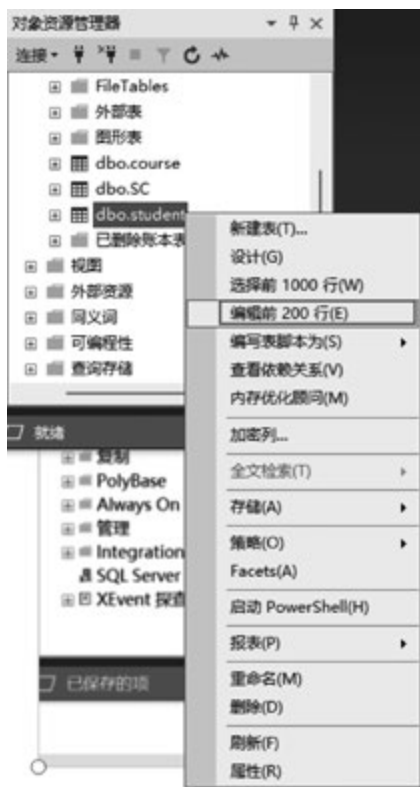 对象资源管理器
连接
FileTables
外部表
图形表
dbo.course
dbo.SC
dbo.student
已删除账本表
视图
外部资源
同义词
可编程性
查询存储
就绪
复制
PolyBase
Always On
管理
Integration
SQL Server
XEvent 探查
已保存的项
新建表(T)...
设计(G)
选择前 1000 行(W)
编辑前 200 行(E)
编写表脚本为(S)
查看依赖关系(V)
内存优化顾问(M)
加密列...
全文检索(T)
存储(A)
策略(O)
Facets(A)
启动 PowerShell(H)
报表(P)
重命名(M)
删除(D)
刷新(F)
属性(R)